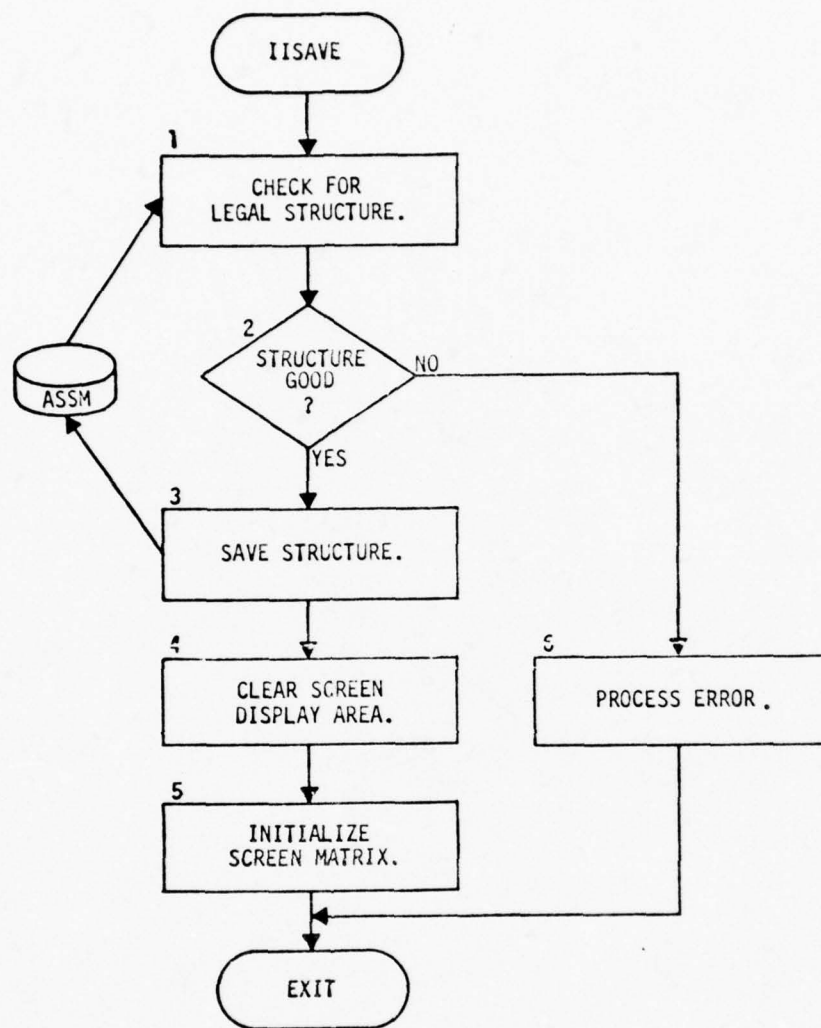 IISAVE
1
CHECK FOR
LEGAL STRUCTURE.
2
STRUCTURE
GOOD
?
NO
ASSM
YES
3
SAVE STRUCTURE.
4
CLEAR SCREEN
DISPLAY AREA.
6
PROCESS ERROR.
5
INITIALIZE
SCREEN MATRIX.
EXIT